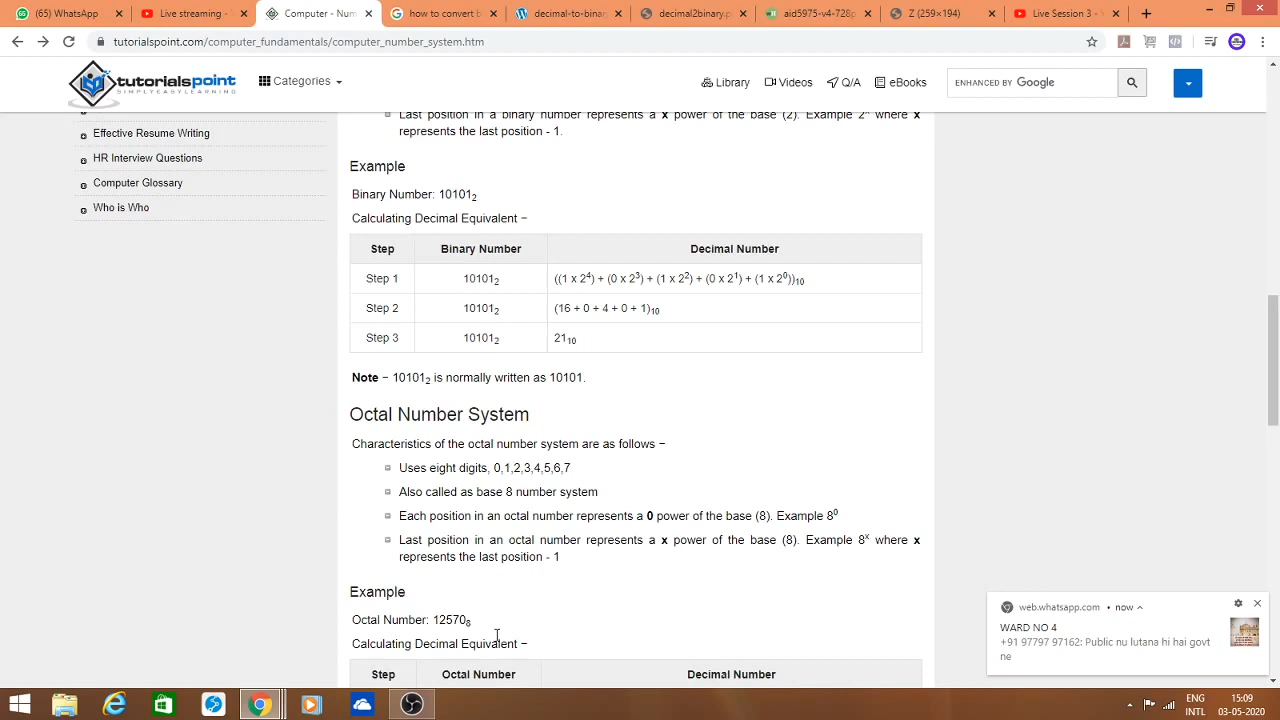 (65) WhatsApp
Live streaming -
Computer - Num
how to convert b
decimal-to-binar
decimal2binary.p
aid5975-v4-728p
Z (259×194)
Live Session 3 -
tutorialspoint.com/computer_fundamentals/computer_number_system.htm
tutorialspoint
SIMPLYEASYLEARNING
Categories
Library
Videos
Q/A
eBooks
ENHANCED BY Google
Effective Resume Writing
HR Interview Questions
Computer Glossary
Who is Who
Last position in a binary number represents a x power of the base (2). Example 2ˣ where x
represents the last position - 1.
Example
Binary Number: 10101₂
Calculating Decimal Equivalent −
Step Binary Number Decimal Number
Step 1 10101₂ ((1 x 2⁴) + (0 x 2³) + (1 x 2²) + (0 x 2¹) + (1 x 2⁰))₁₀
Step 2 10101₂ (16 + 0 + 4 + 0 + 1)₁₀
Step 3 10101₂ 21₁₀
Note − 10101₂ is normally written as 10101.
Octal Number System
Characteristics of the octal number system are as follows −
Uses eight digits, 0,1,2,3,4,5,6,7
Also called as base 8 number system
Each position in an octal number represents a 0 power of the base (8). Example 8⁰
Last position in an octal number represents a x power of the base (8). Example 8ˣ where x
represents the last position - 1
Example
Octal Number: 12570₈
Calculating Decimal Equivalent −
Step Octal Number Decimal Number
web.whatsapp.com • now
WARD NO 4
+91 97797 97162: Public nu lutana hi hai govt
ne
ENG
INTL
15:09
03-05-2020